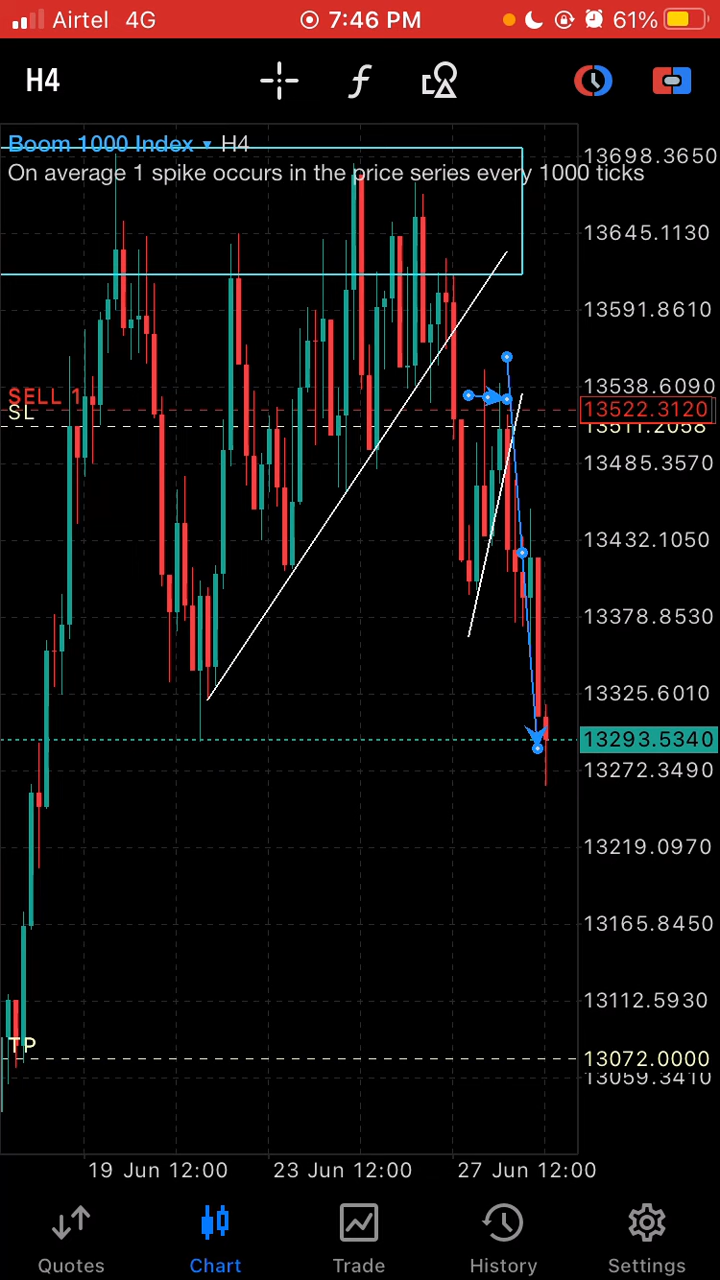 Airtel 4G 7:46 PM 61%
H4
Boom 1000 Index H4
On average 1 spike occurs in the price series every 1000 ticks
13698.3650
13645.1130
13591.8610
13538.6090
SELL 1
13522.3120
SL
13511.2058
13485.3570
13432.1050
13378.8530
13325.6010
13293.5340
13272.3490
13219.0970
13165.8450
13112.5930
TP
13072.0000
13059.3410
19 Jun 12:00 23 Jun 12:00 27 Jun 12:00
Quotes Chart Trade History Settings